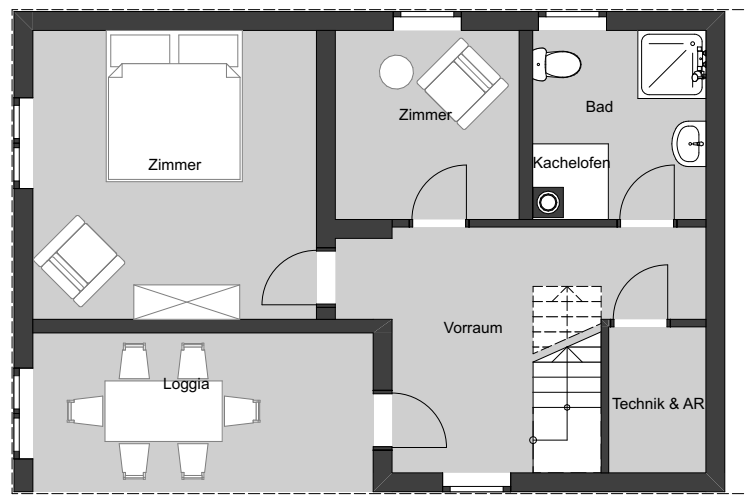 Zimmer
Zimmer
Bad
Kachelofen
Vorraum
Loggia
Technik & AR